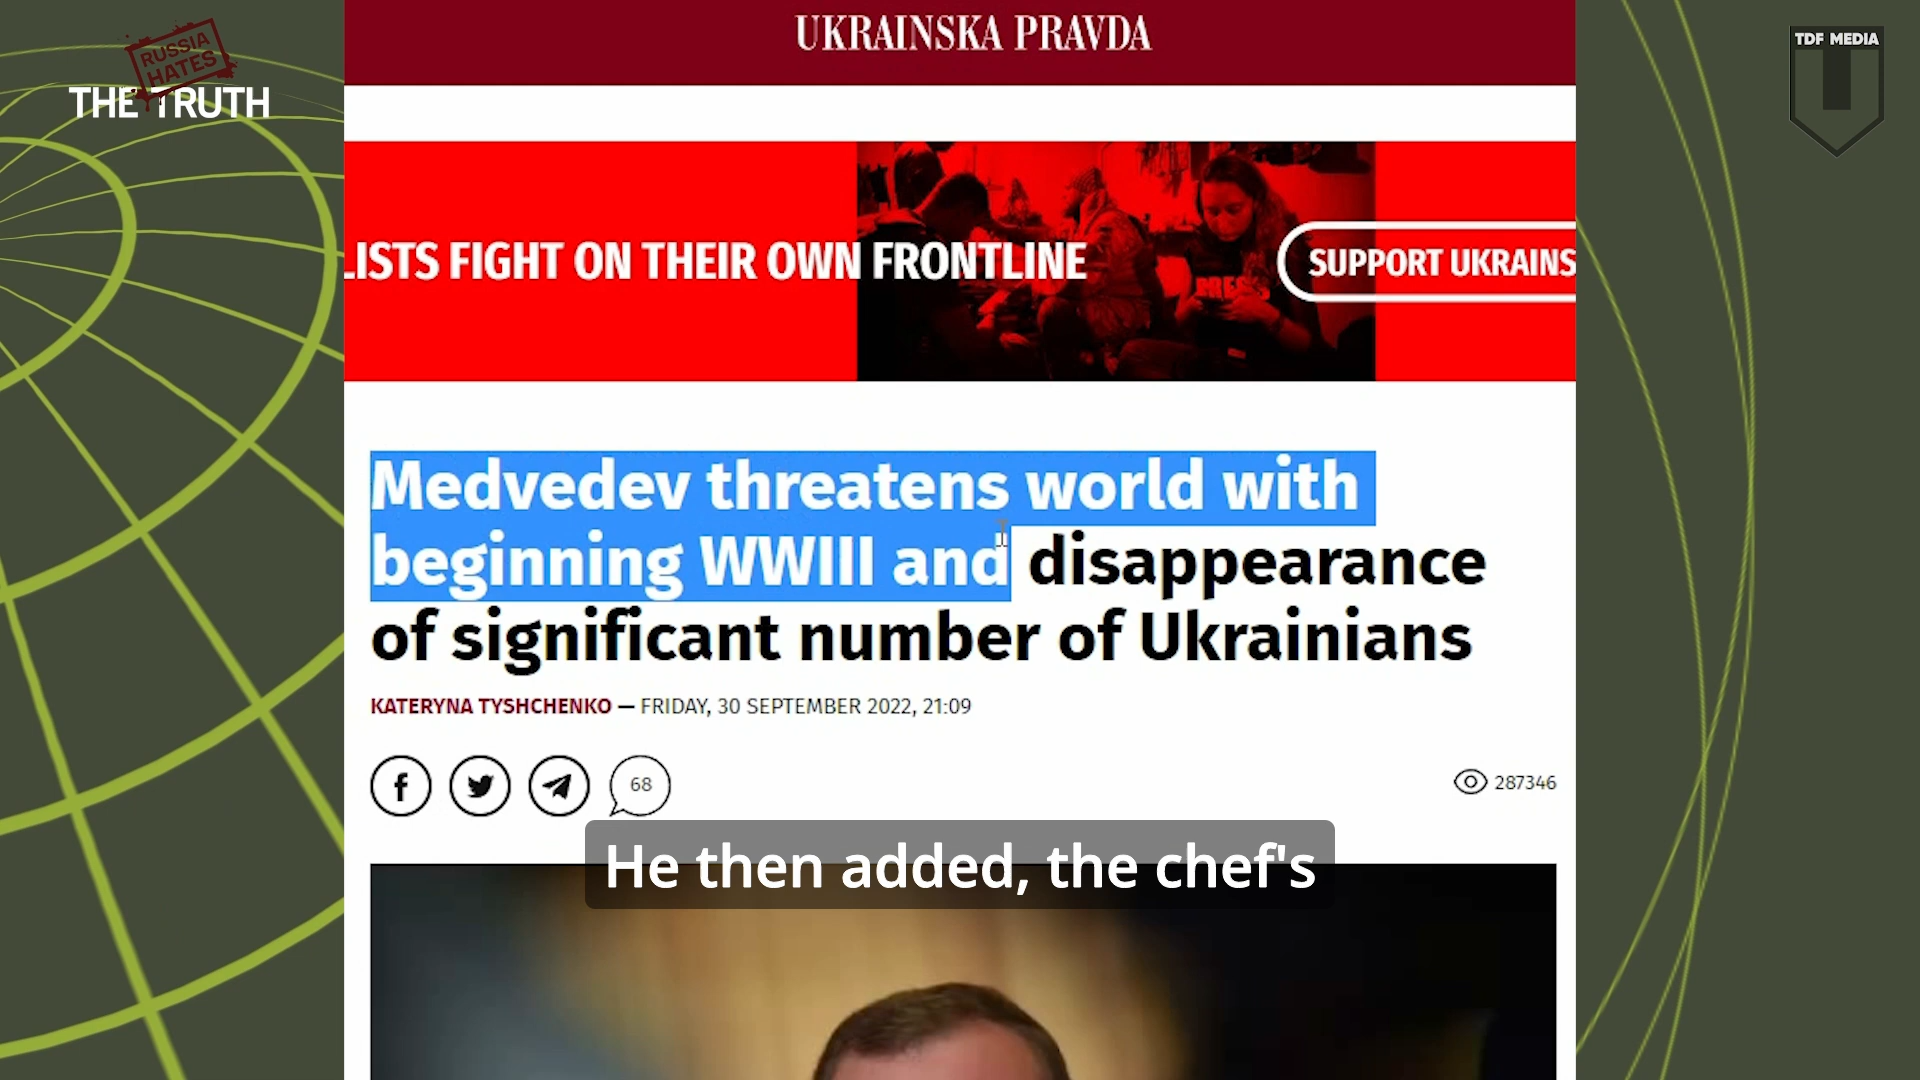 UKRAINSKA PRAVDA
RUSSIA
HATES
THE TRUTH
TDF MEDIA
LISTS FIGHT ON THEIR OWN FRONTLINE
SUPPORT UKRAINS
PRESS
Medvedev threatens world with
beginning WWIII and disappearance
of significant number of Ukrainians
KATERYNA TYSHCHENKO — FRIDAY, 30 SEPTEMBER 2022, 21:09
68
287346
He then added, the chef's